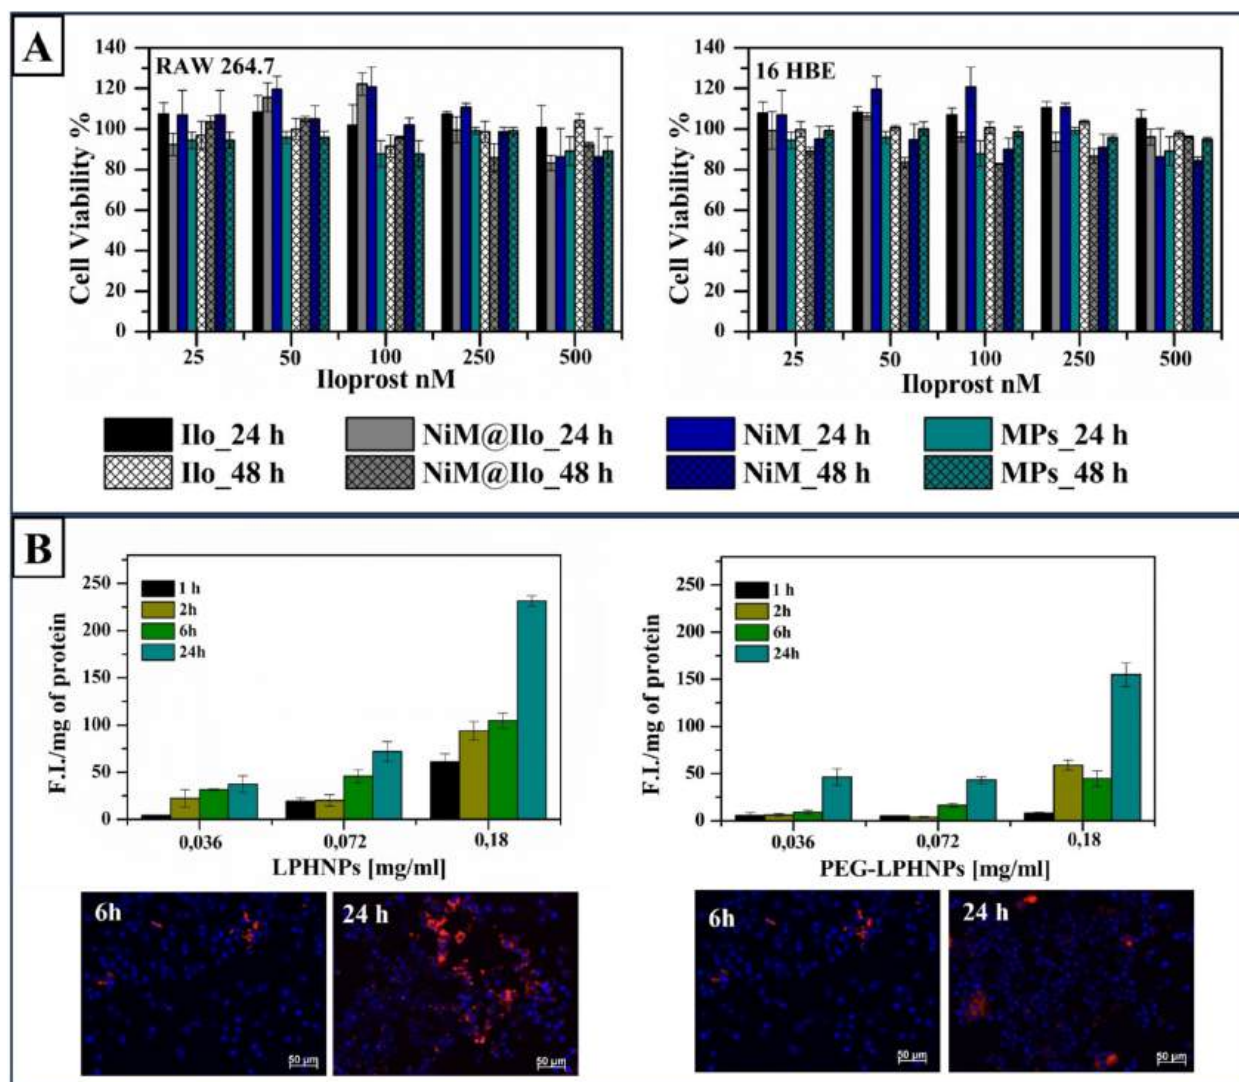 A
RAW 264.7
Cell Viability %
140
120
100
80
60
40
20
0
25 50 100 250 500
Iloprost nM
16 HBE
Cell Viability %
140
120
100
80
60
40
20
0
25 50 100 250 500
Iloprost nM
Ilo_24 h NiM@Ilo_24 h NiM_24 h MPs_24 h
Ilo_48 h NiM@Ilo_48 h NiM_48 h MPs_48 h
B
F.I./mg of protein
250
200
150
100
50
0
1 h
2h
6h
24h
0,036 0,072 0,18
LPHNPs [mg/ml]
F.I./mg of protein
250
200
150
100
50
0
1 h
2h
6h
24h
0,036 0,072 0,18
PEG-LPHNPs [mg/ml]
6h
50 µm
24 h
50 µm
6h
50 µm
24 h
50 µm